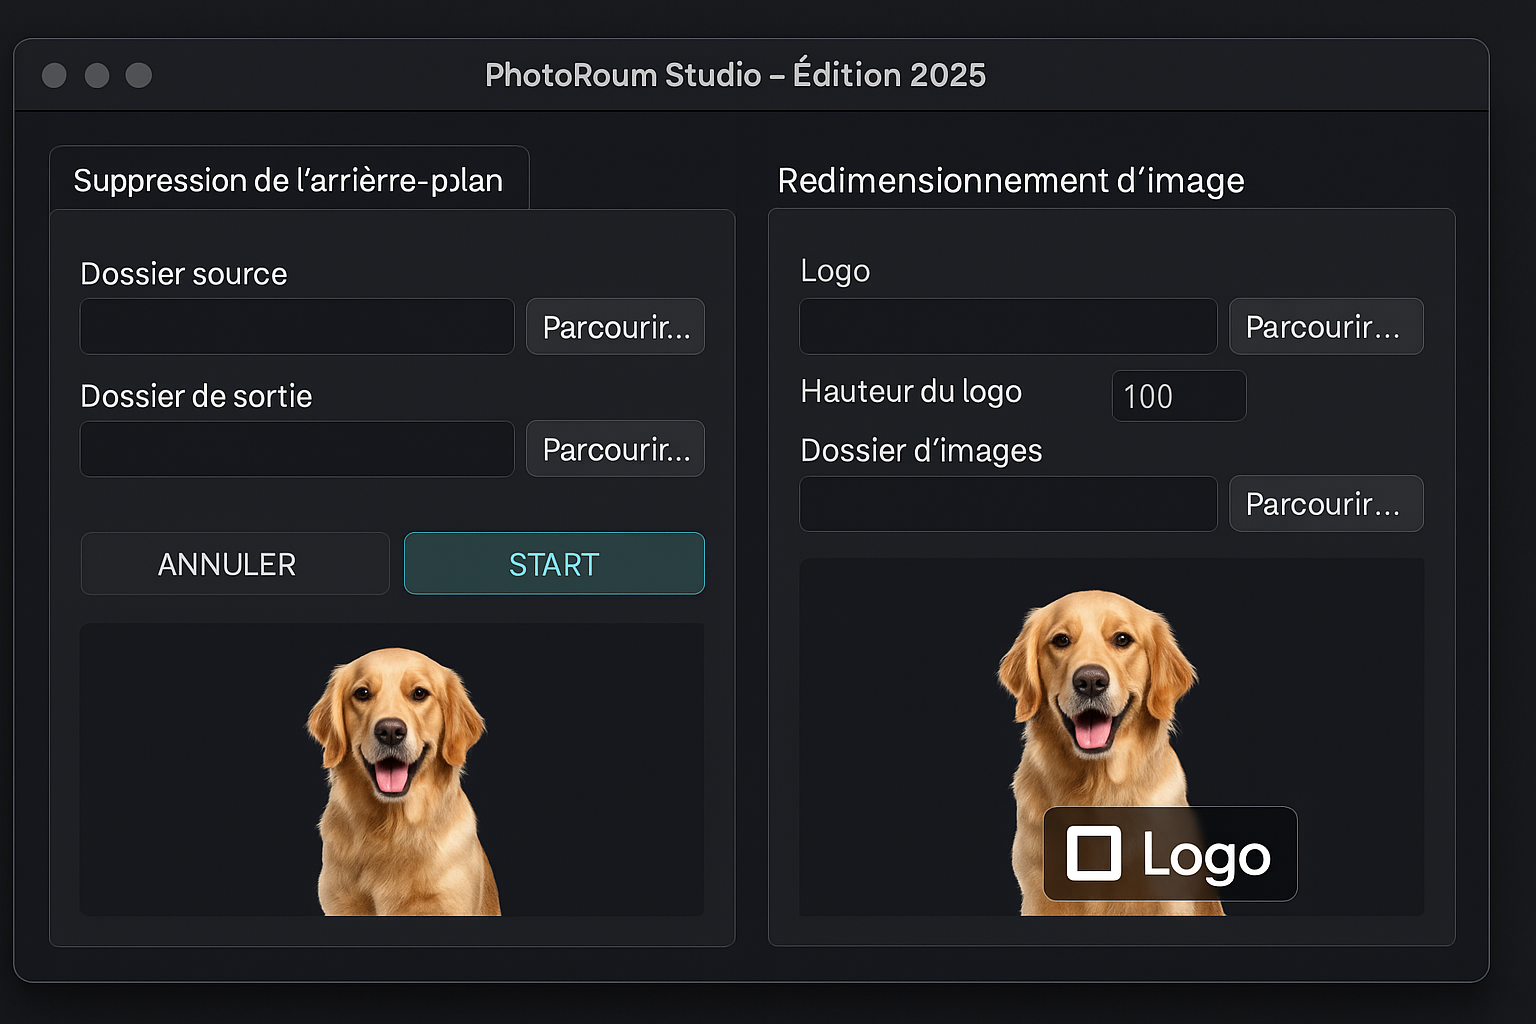 PhotoRoum Studio – Édition 2025
Suppression de l’arrièrre-pɔlan
Dossier source
Parcourir...
Dossier de sortie
Parcourir...
ANNULER
START
Redimensionnement d’image
Logo
Parcourir...
Hauteur du logo
100
Dossier d’images
Parcourir...
Logo